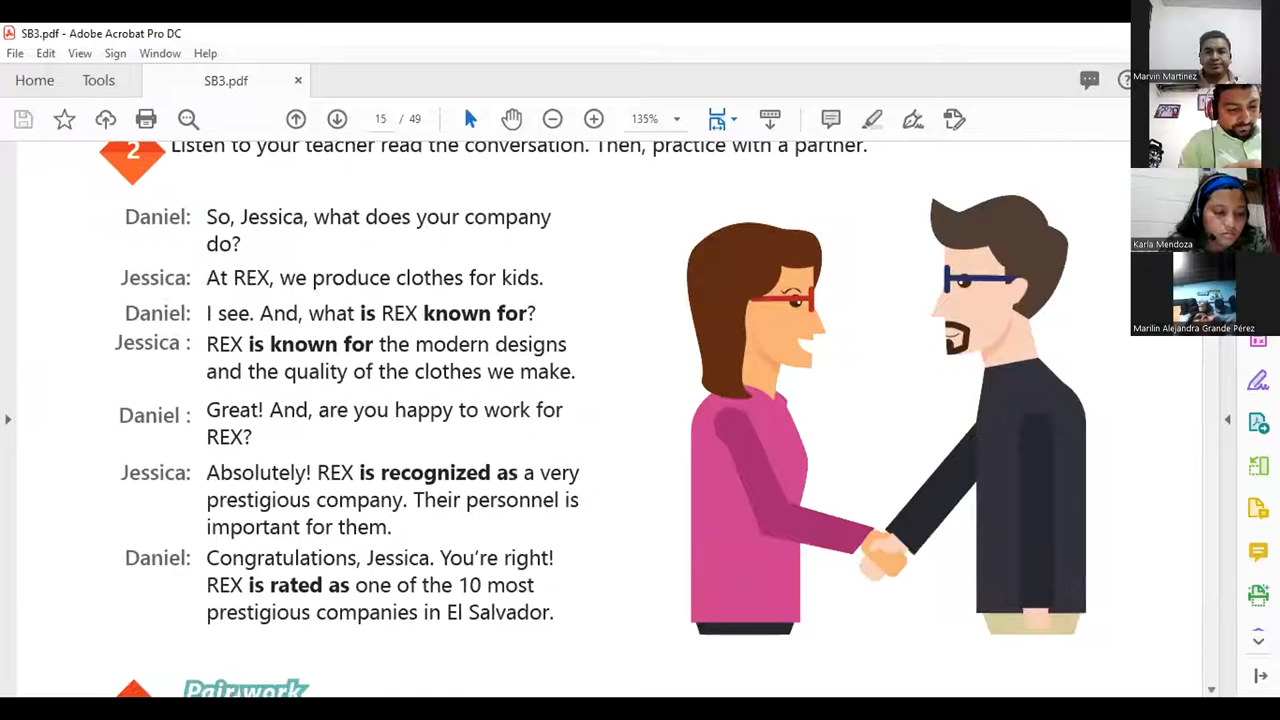 SB3.pdf - Adobe Acrobat Pro DC
File Edit View Sign Window Help
Home Tools SB3.pdf ×
15 / 49 135%
2 Listen to your teacher read the conversation. Then, practice with a partner.
Daniel: So, Jessica, what does your company
do?
Jessica: At REX, we produce clothes for kids.
Daniel: I see. And, what is REX known for?
Jessica : REX is known for the modern designs
and the quality of the clothes we make.
Daniel : Great! And, are you happy to work for
REX?
Jessica: Absolutely! REX is recognized as a very
prestigious company. Their personnel is
important for them.
Daniel: Congratulations, Jessica. You’re right!
REX is rated as one of the 10 most
prestigious companies in El Salvador.
Pair work
Marvin Martinez
Karla Mendoza
Marilin Alejandra Grande Pérez